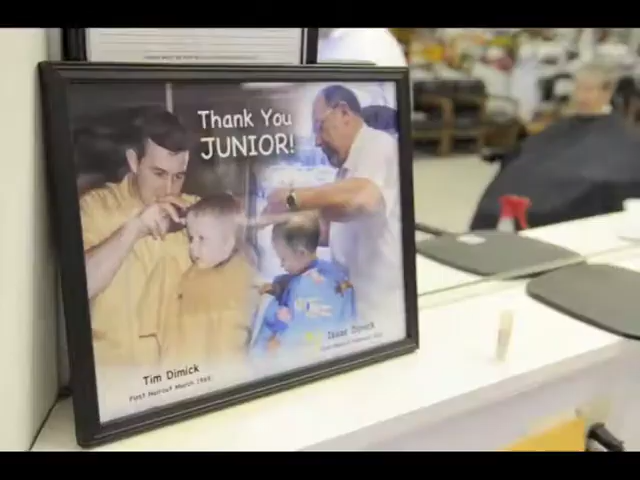 Thank You
JUNIOR!
Isaac Dimick
Tim Dimick
First Haircut March 1965